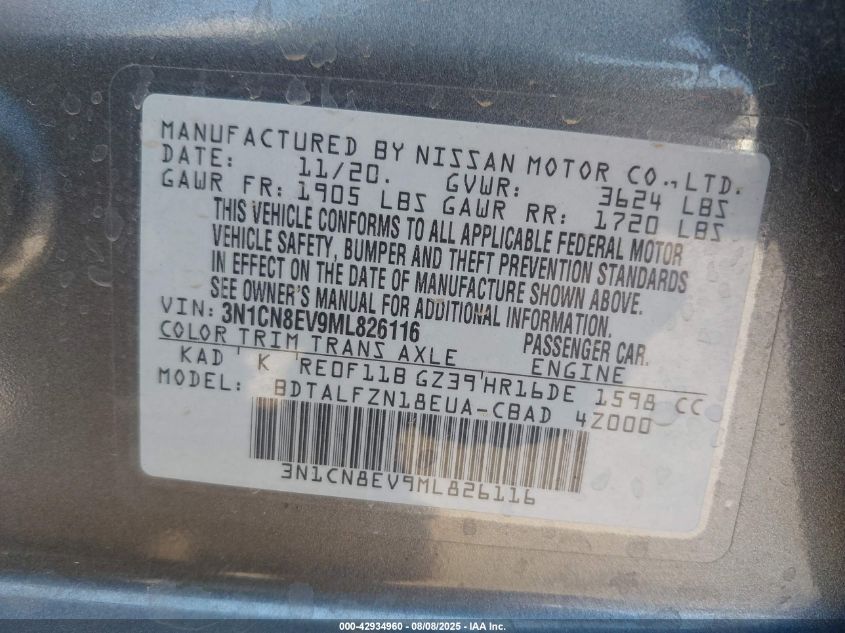 MANUFACTURED BY NISSAN MOTOR CO.,LTD.
DATE: 11/20. GVWR: 3624 LBS
GAWR FR: 1905 LBS GAWR RR: 1720 LBS
THIS VEHICLE CONFORMS TO ALL APPLICABLE FEDERAL MOTOR
VEHICLE SAFETY, BUMPER AND THEFT PREVENTION STANDARDS
IN EFFECT ON THE DATE OF MANUFACTURE SHOWN ABOVE.
SEE OWNER'S MANUAL FOR ADDITIONAL INFORMATION.
VIN: 3N1CN8EV9ML826116 PASSENGER CAR.
COLOR TRIM TRANS AXLE ENGINE
KAD K RE0F11B GZ39 HR16DE 1598 CC
MODEL: BDTALFZN18EUA-CBAD 4Z000
3N1CN8EV9ML826116
000-42934960 - 08/08/2025 - IAA Inc.